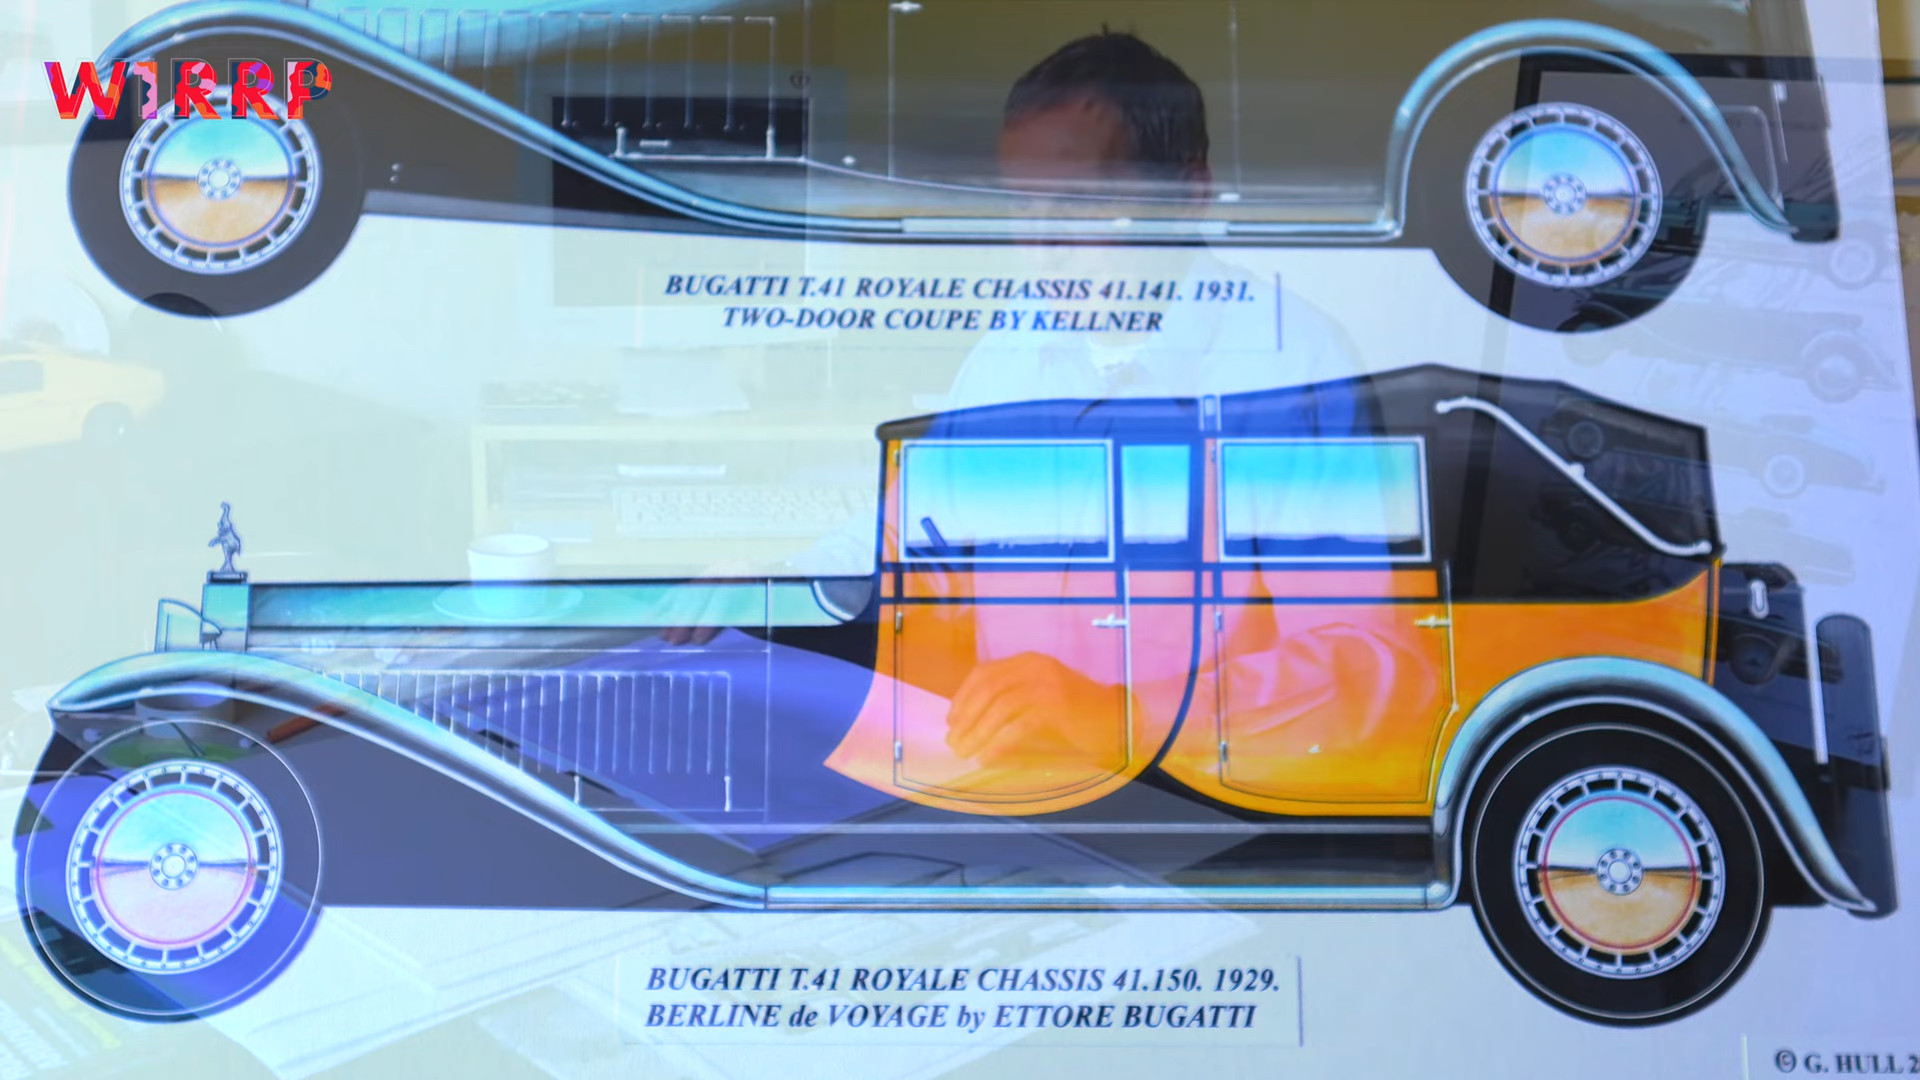 W1RRP
BUGATTI T.41 ROYALE CHASSIS 41.141. 1931.
TWO-DOOR COUPE BY KELLNER
BUGATTI T.41 ROYALE CHASSIS 41.150. 1929.
BERLINE de VOYAGE by ETTORE BUGATTI
© G. HULL